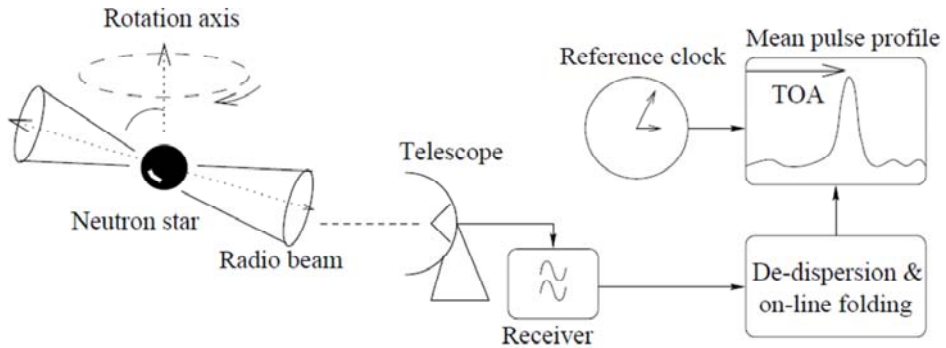 Rotation axis
Neutron star
Radio beam
Telescope
Receiver
Reference clock
Mean pulse profile
TOA
De-dispersion &
on-line folding